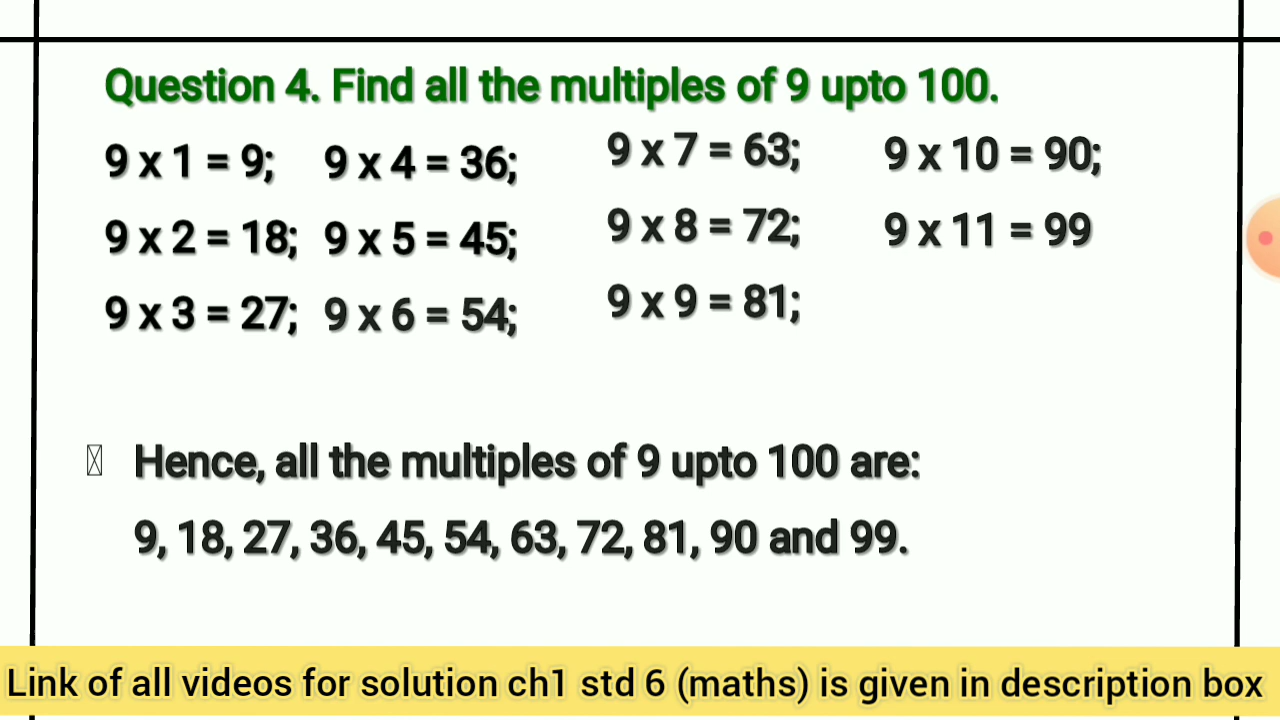 Question 4. Find all the multiples of 9 upto 100.
9 x 1 = 9; 9 x 4 = 36; 9 x 7 = 63; 9 x 10 = 90;
9 x 2 = 18; 9 x 5 = 45; 9 x 8 = 72; 9 x 11 = 99
9 x 3 = 27; 9 x 6 = 54; 9 x 9 = 81;
Hence, all the multiples of 9 upto 100 are:
9, 18, 27, 36, 45, 54, 63, 72, 81, 90 and 99.
Link of all videos for solution ch1 std 6 (maths) is given in description box